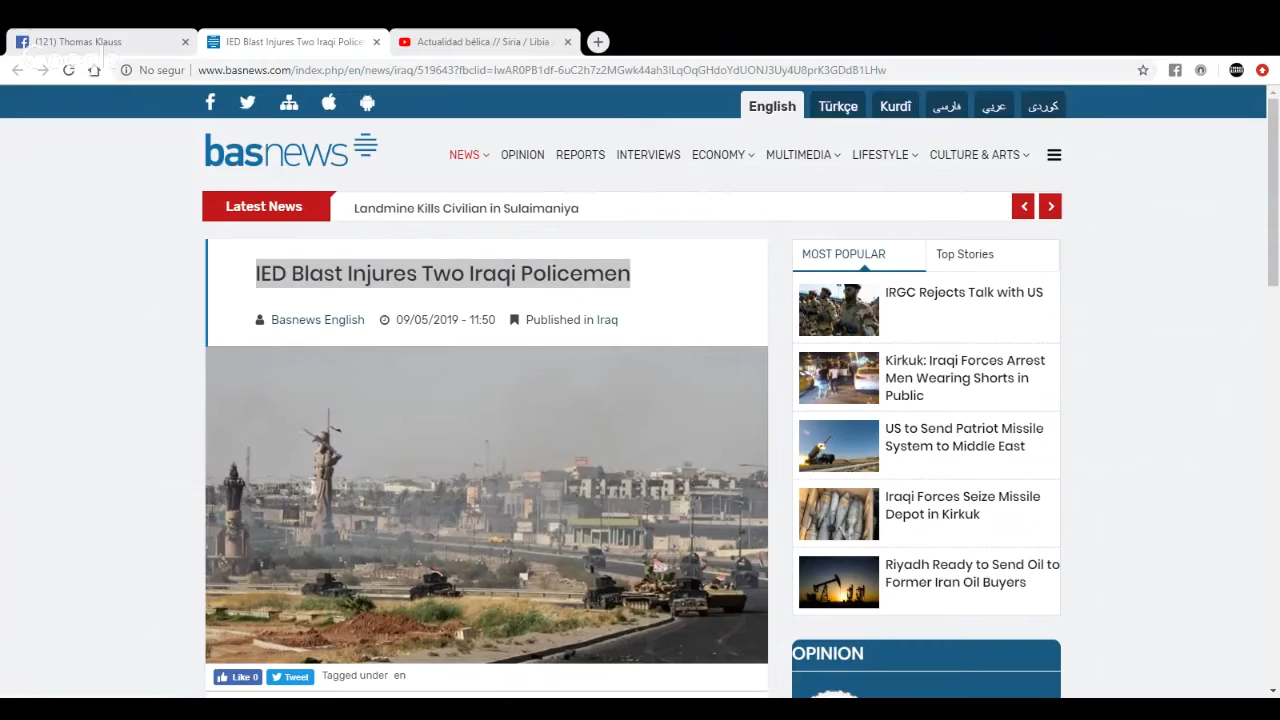 (121) Thomas Klauss
IED Blast Injures Two Iraqi Police
Actualidad bélica // Siria / Libia
No segur
www.basnews.com/index.php/en/news/iraq/519643?fbclid=IwAR0PB1df-6uC2h7z2MGwk44ah3ILqOqGHdoYdUONJ3Uy4U8prK3GDdB1LHw
English
Türkçe
Kurdî
فارسی
عربي
کوردی
basnews
NEWS
OPINION
REPORTS
INTERVIEWS
ECONOMY
MULTIMEDIA
LIFESTYLE
CULTURE & ARTS
Latest News
Landmine Kills Civilian in Sulaimaniya
IED Blast Injures Two Iraqi Policemen
Basnews English
09/05/2019 - 11:50
Published in Iraq
Like 0
Tweet
Tagged under en
MOST POPULAR
Top Stories
IRGC Rejects Talk with US
Kirkuk: Iraqi Forces Arrest
Men Wearing Shorts in
Public
US to Send Patriot Missile
System to Middle East
Iraqi Forces Seize Missile
Depot in Kirkuk
Riyadh Ready to Send Oil to
Former Iran Oil Buyers
OPINION